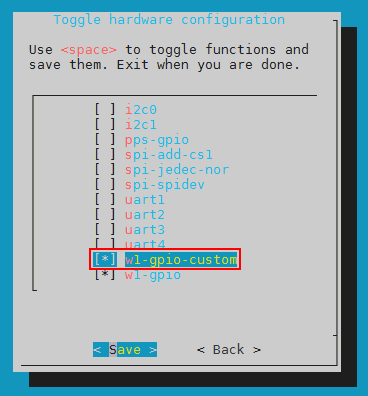 Toggle hardware configuration
Use <space> to toggle functions and
save them. Exit when you are done.
[ ] i2c0
[ ] i2c1
[ ] pps-gpio
[ ] spi-add-cs1
[ ] spi-jedec-nor
[ ] spi-spidev
[ ] uart1
[ ] uart2
[ ] uart3
[ ] uart4
[*] w1-gpio-custom
[*] w1-gpio
< Save > < Back >